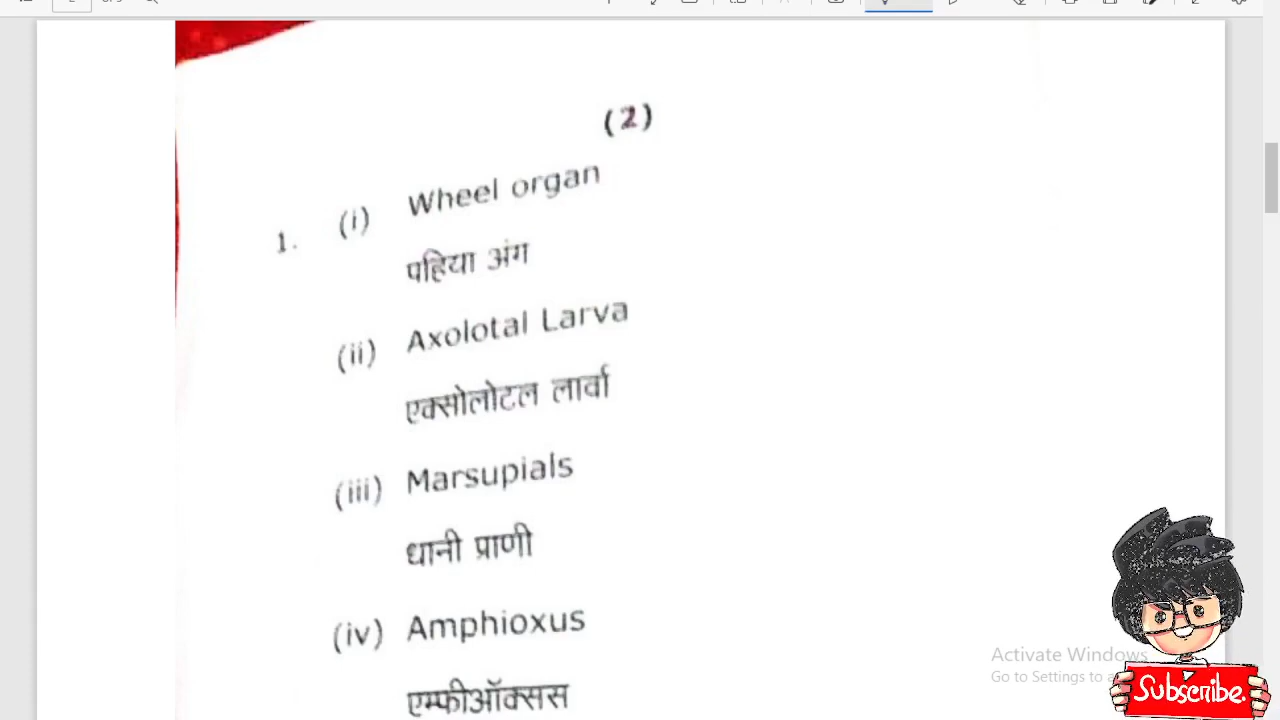 (2)
1. (i) Wheel organ
पहिया अंग
(ii) Axolotal Larva
एक्सोलोटल लार्वा
(iii) Marsupials
धानी प्राणी
(iv) Amphioxus
एम्फीऑक्सस
Activate Windows
Go to Settings to
Subscribe.